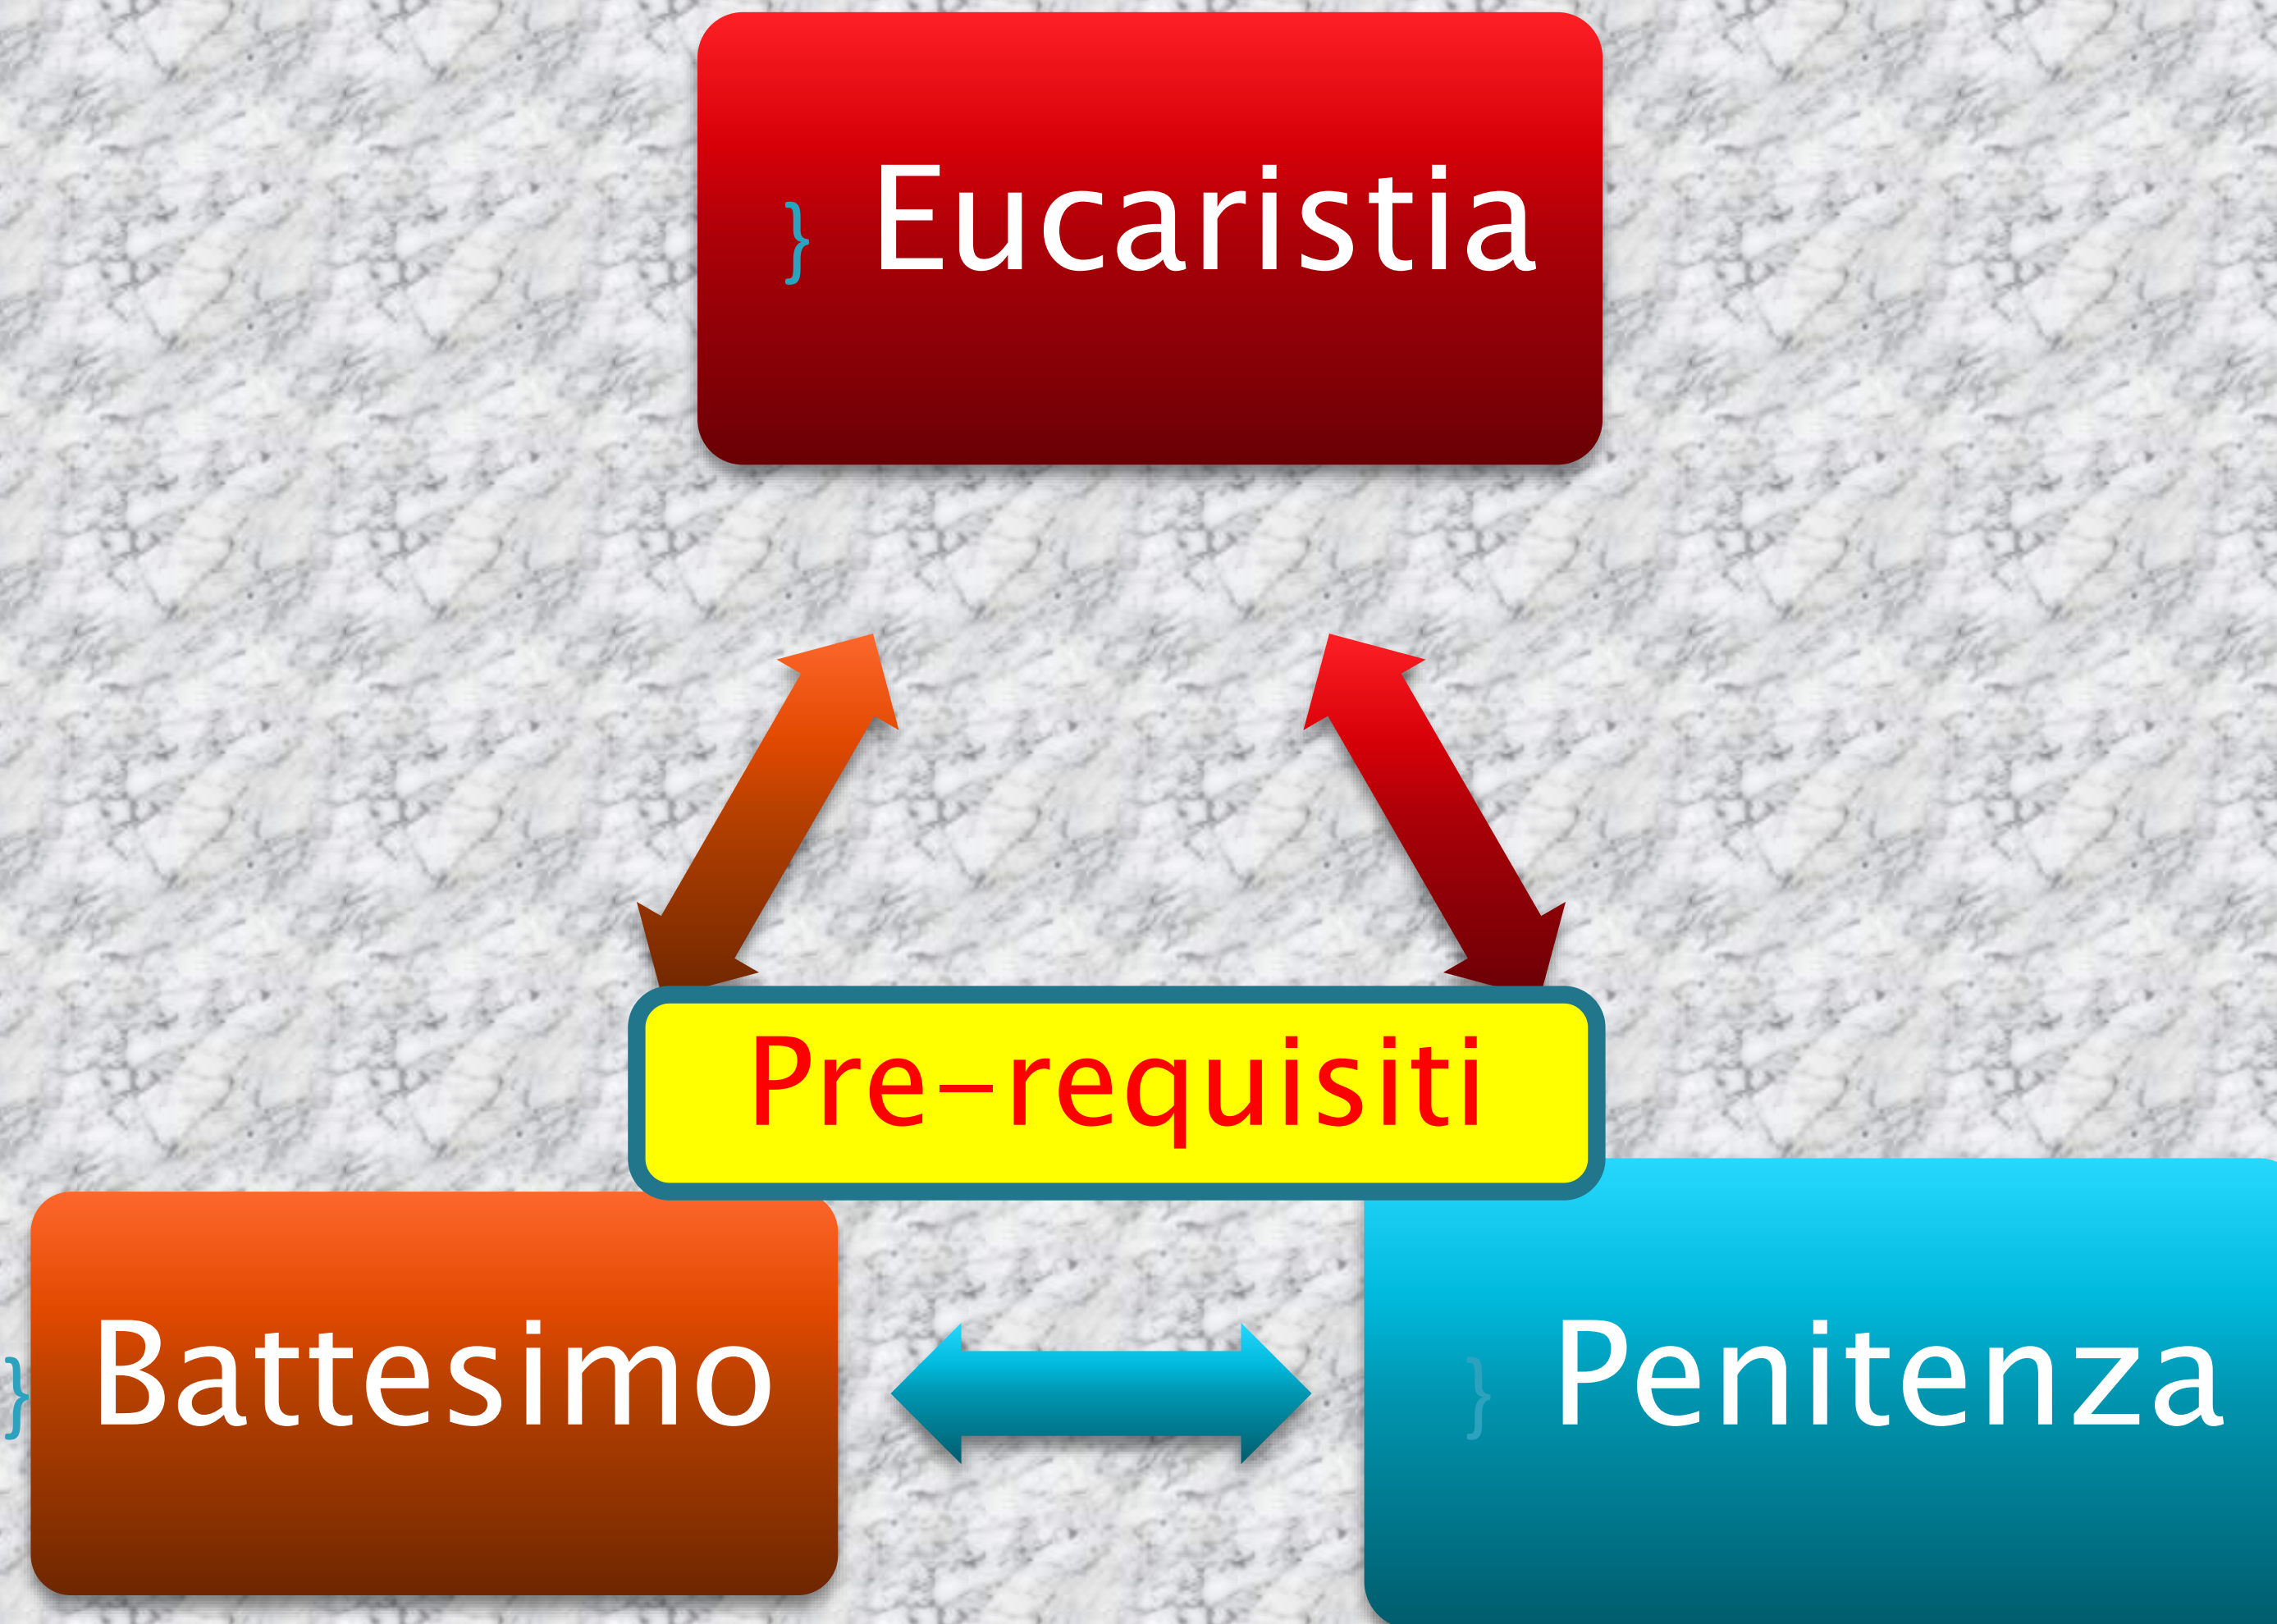 } Eucaristia
Pre-requisiti
} Battesimo
} Penitenza